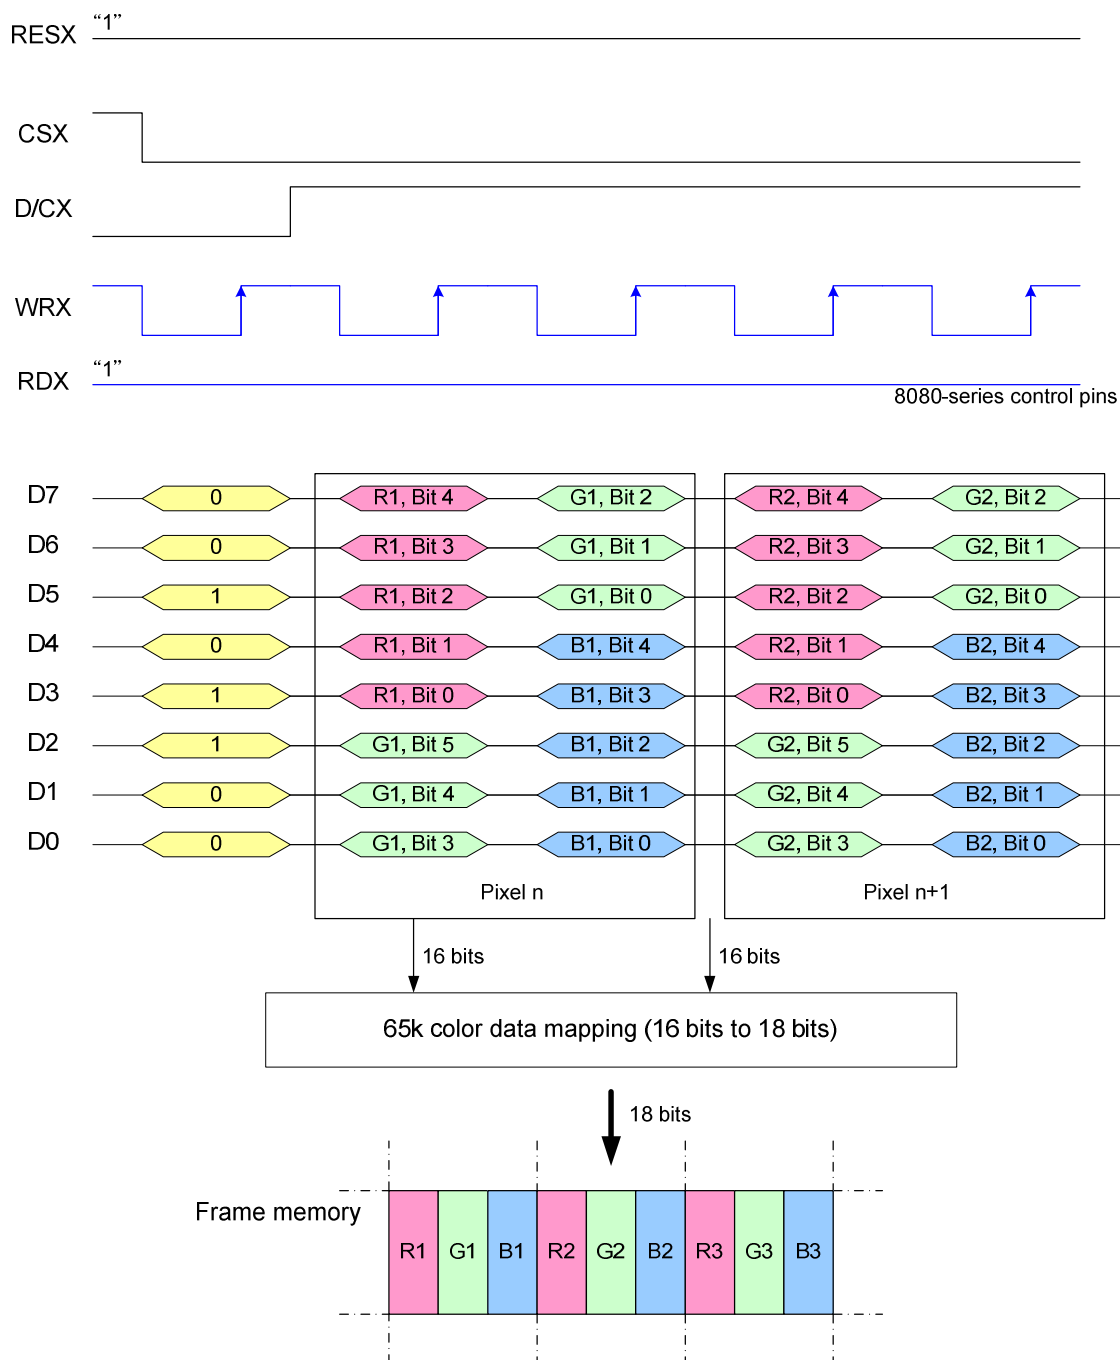 RESX “1”
CSX
D/CX
WRX
RDX “1”
8080-series control pins
D7 0 R1, Bit 4 G1, Bit 2 R2, Bit 4 G2, Bit 2
D6 0 R1, Bit 3 G1, Bit 1 R2, Bit 3 G2, Bit 1
D5 1 R1, Bit 2 G1, Bit 0 R2, Bit 2 G2, Bit 0
D4 0 R1, Bit 1 B1, Bit 4 R2, Bit 1 B2, Bit 4
D3 1 R1, Bit 0 B1, Bit 3 R2, Bit 0 B2, Bit 3
D2 1 G1, Bit 5 B1, Bit 2 G2, Bit 5 B2, Bit 2
D1 0 G1, Bit 4 B1, Bit 1 G2, Bit 4 B2, Bit 1
D0 0 G1, Bit 3 B1, Bit 0 G2, Bit 3 B2, Bit 0
Pixel n Pixel n+1
16 bits 16 bits
65k color data mapping (16 bits to 18 bits)
18 bits
Frame memory
R1 G1 B1 R2 G2 B2 R3 G3 B3